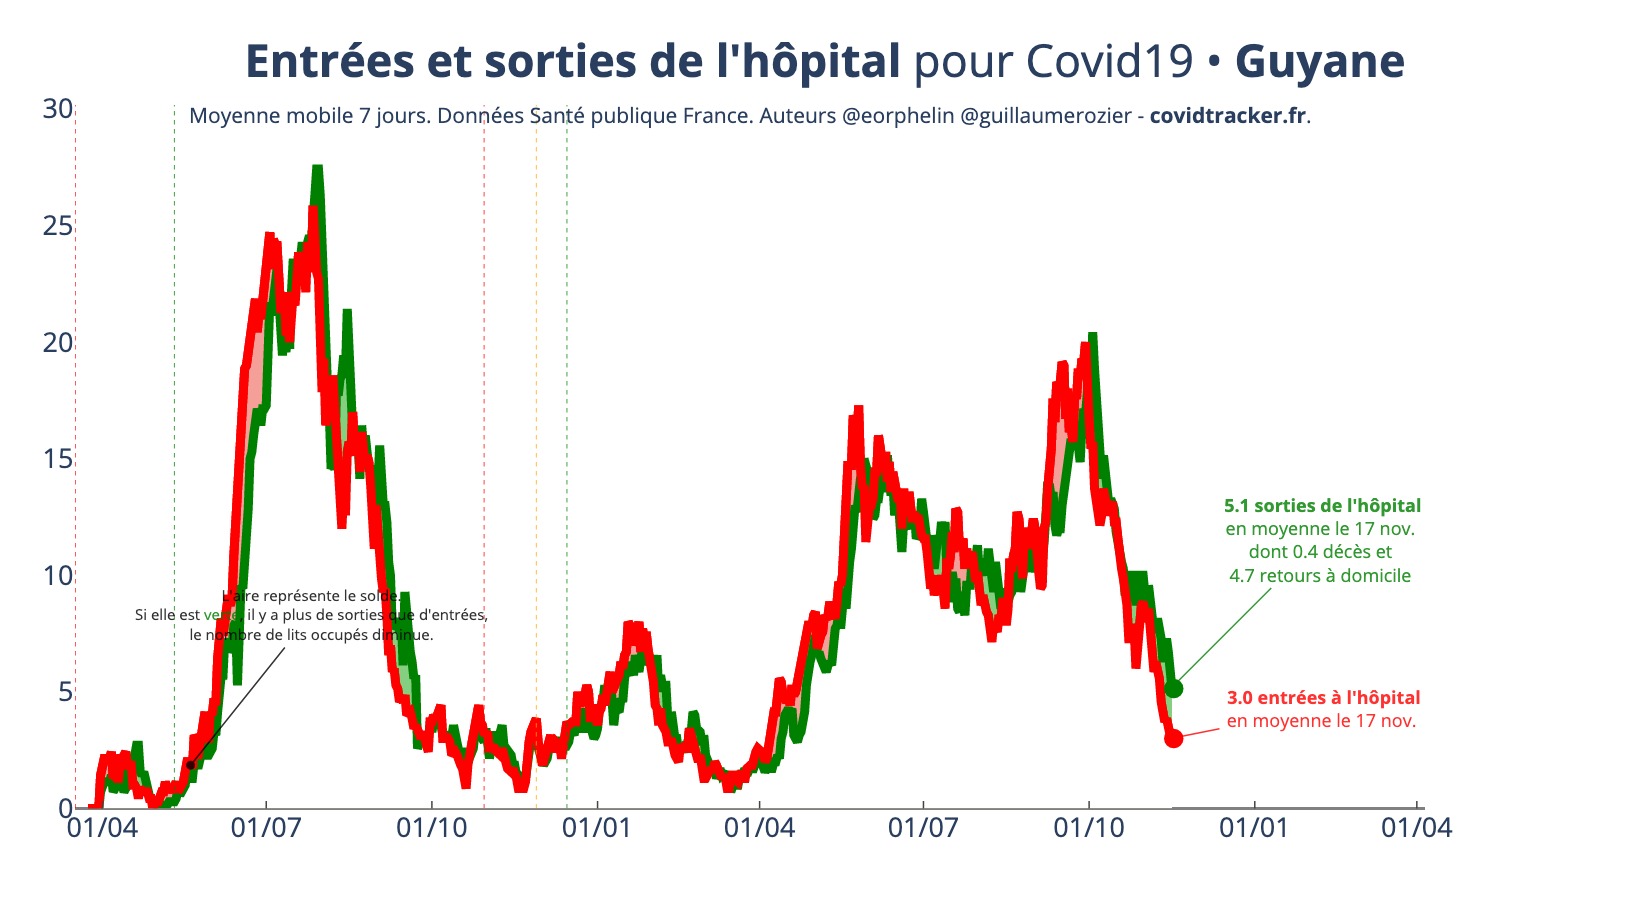 Entrées et sorties de l'hôpital pour Covid19 • Guyane
Moyenne mobile 7 jours. Données Santé publique France. Auteurs @eorphelin @guillaumerozier - covidtracker.fr.
30
25
20
15
10
5
0
L'aire représente le solde.
Si elle est verte, il y a plus de sorties que d'entrées,
le nombre de lits occupés diminue.
5.1 sorties de l'hôpital
en moyenne le 17 nov.
dont 0.4 décès et
4.7 retours à domicile
3.0 entrées à l'hôpital
en moyenne le 17 nov.
01/04 01/07 01/10 01/01 01/04 01/07 01/10 01/01 01/04